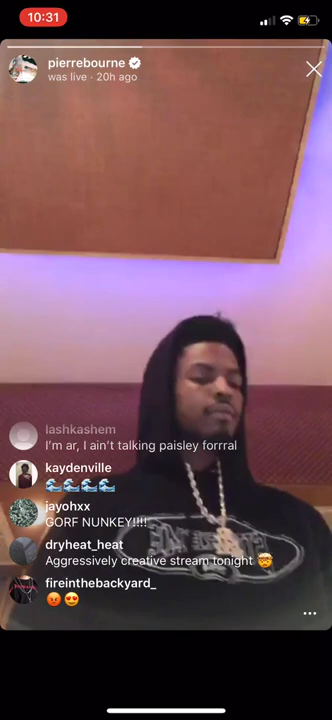 10:31
pierrebourne
was live · 20h ago
lashkashem
I'm ar, I ain't talking paisley forrral
kaydenville
🌊🌊🌊🌊
jayohxx
GORF NUNKEY!!!!
dryheat_heat
Aggressively creative stream tonight 🤯
fireinthebackyard_
😡😍